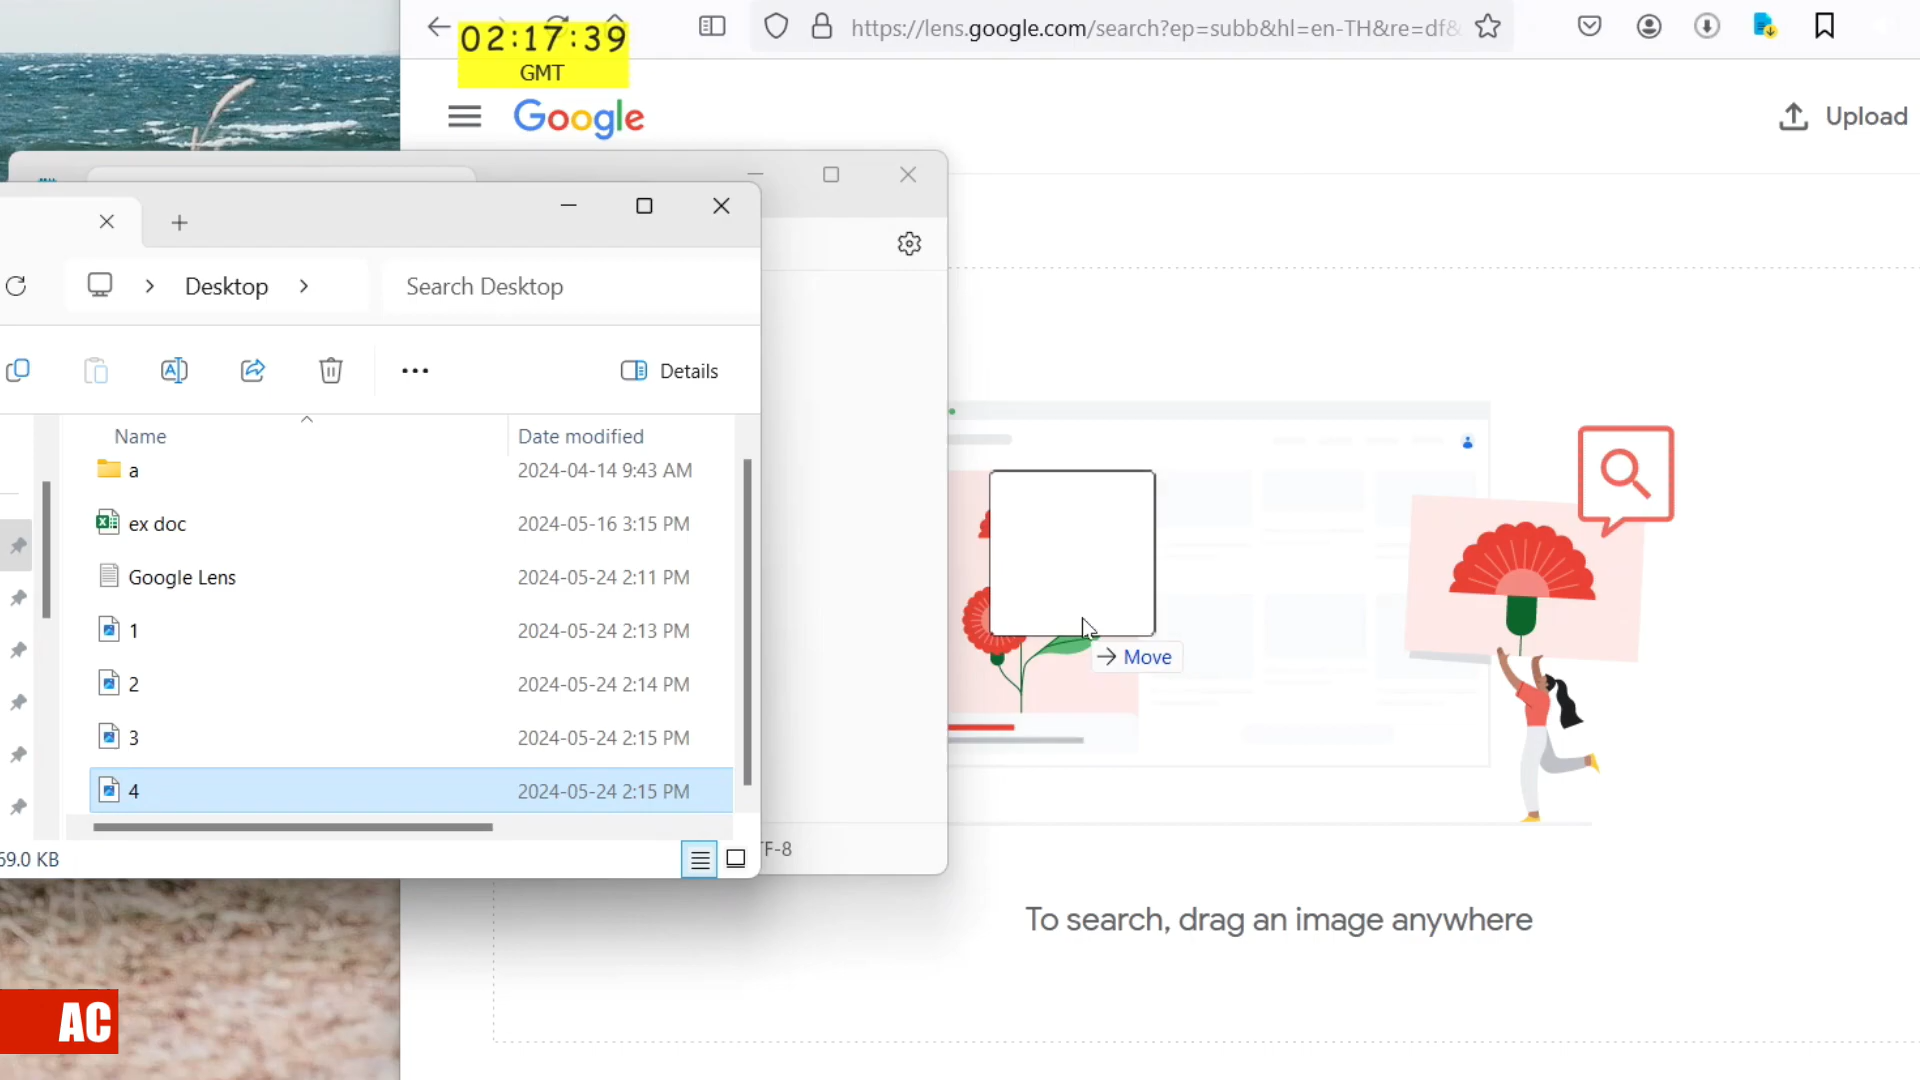 02:17:39
GMT
https://lens.google.com/search?ep=subb&hl=en-TH&re=df&
Google
Upload
Desktop
Search Desktop
Details
Name
Date modified
a
2024-04-14 9:43 AM
ex doc
2024-05-16 3:15 PM
Google Lens
2024-05-24 2:11 PM
1
2024-05-24 2:13 PM
2
2024-05-24 2:14 PM
3
2024-05-24 2:15 PM
4
2024-05-24 2:15 PM
Move
69.0 KB
TF-8
To search, drag an image anywhere
AC